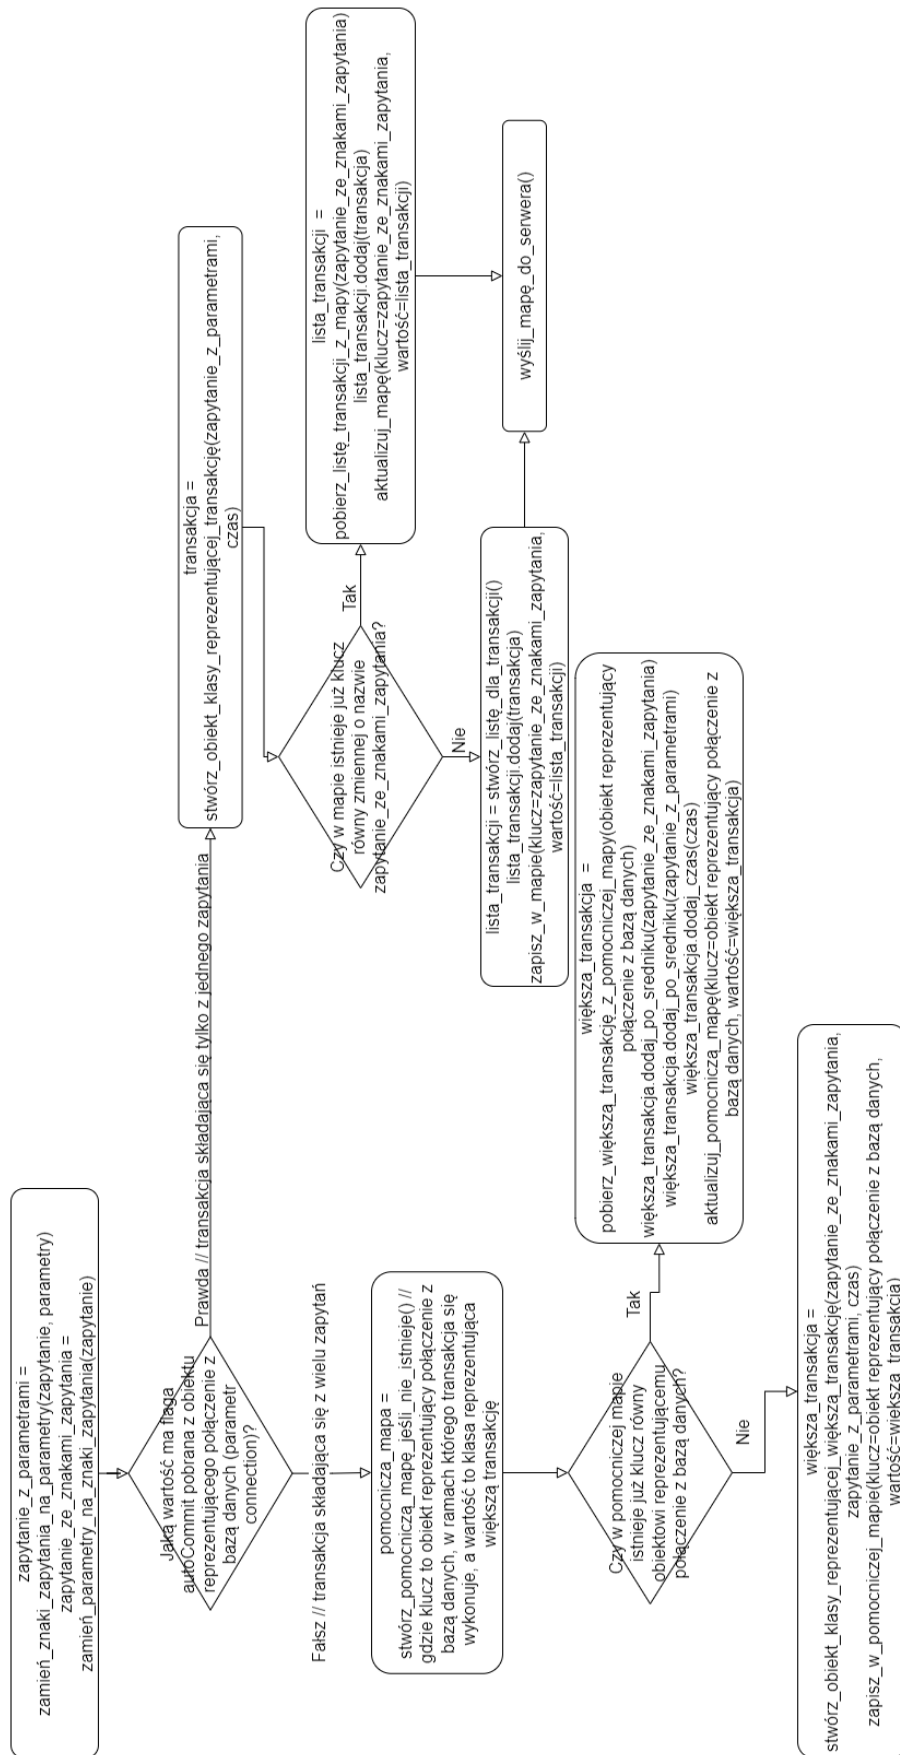 zapytanie_z_parametrami =
zamień_znaki_zapytania_na_parametry(zapytanie, parametry)
zapytanie_ze_znakami_zapytania =
zamień_parametry_na_znaki_zapytania(zapytanie)
Jaką wartość ma flaga
autoCommit pobrana z obiektu
reprezentującego połączenie z
bazą danych (parametr
connection)?
Prawda // transakcja składająca się tylko z jednego zapytania
transakcja =
stwórz_obiekt_klasy_reprezentującej_transakcję(zapytanie_z_parametrami,
czas)
Czy w mapie istnieje już klucz
równy zmiennej o nazwie
zapytanie_ze_znakami_zapytania?
Tak
lista_transakcji =
pobierz_listę_transakcji_z_mapy(zapytanie_ze_znakami_zapytania)
lista_transakcji.dodaj(transakcja)
aktualizuj_mapę(klucz=zapytanie_ze_znakami_zapytania,
wartość=lista_transakcji)
Nie
lista_transakcji = stwórz_listę_dla_transakcji()
lista_transakcji.dodaj(transakcja)
zapisz_w_mapie(klucz=zapytanie_ze_znakami_zapytania,
wartość=lista_transakcji)
wyślij_mapę_do_serwera()
Fałsz // transakcja składająca się z wielu zapytań
pomocnicza_mapa =
stwórz_pomocniczą_mapę_jeśli_nie_istnieje() //
gdzie klucz to obiekt reprezentujący połączenie z
bazą danych, w ramach którego transakcja się
wykonuje, a wartość to klasa reprezentująca
większą transakcję
Czy w pomocniczej mapie
istnieje już klucz równy
obiektowi reprezentującemu
połączenie z bazą danych?
Tak
większa_transakcja =
pobierz_większą_transakcję_z_pomocniczej_mapy(obiekt reprezentujący
połączenie z bazą danych)
większa_transakcja.dodaj_po_sredniku(zapytanie_ze_znakami_zapytania)
większa_transakcja.dodaj_po_sredniku(zapytanie_z_parametrami)
większa_transakcja.dodaj_czas(czas)
aktualizuj_pomocniczą_mapę(klucz=obiekt reprezentujący połączenie z
bazą danych, wartość=większa_transakcja)
Nie
większa_transakcja =
stwórz_obiekt_klasy_reprezentującej_większą_transakcję(zapytanie_ze_znakami_zapytania,
zapytanie_z_parametrami, czas)
zapisz_w_pomocniczej_mapie(klucz=obiekt reprezentujący połączenie z bazą danych,
wartość=większa_transakcja)